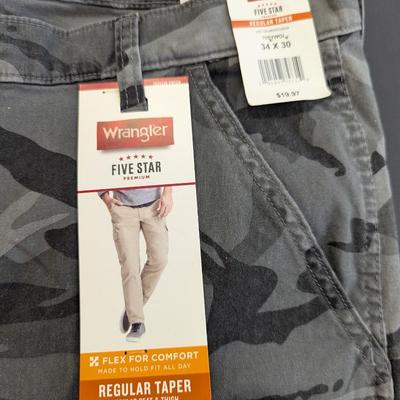 Wrangler
★★★★★
FIVE STAR
PREMIUM
FLEX FOR COMFORT
MADE TO HOLD IT ALL DAY
REGULAR TAPER
FIVE STAR
REGULAR TAPER
34 X 30
$19.97